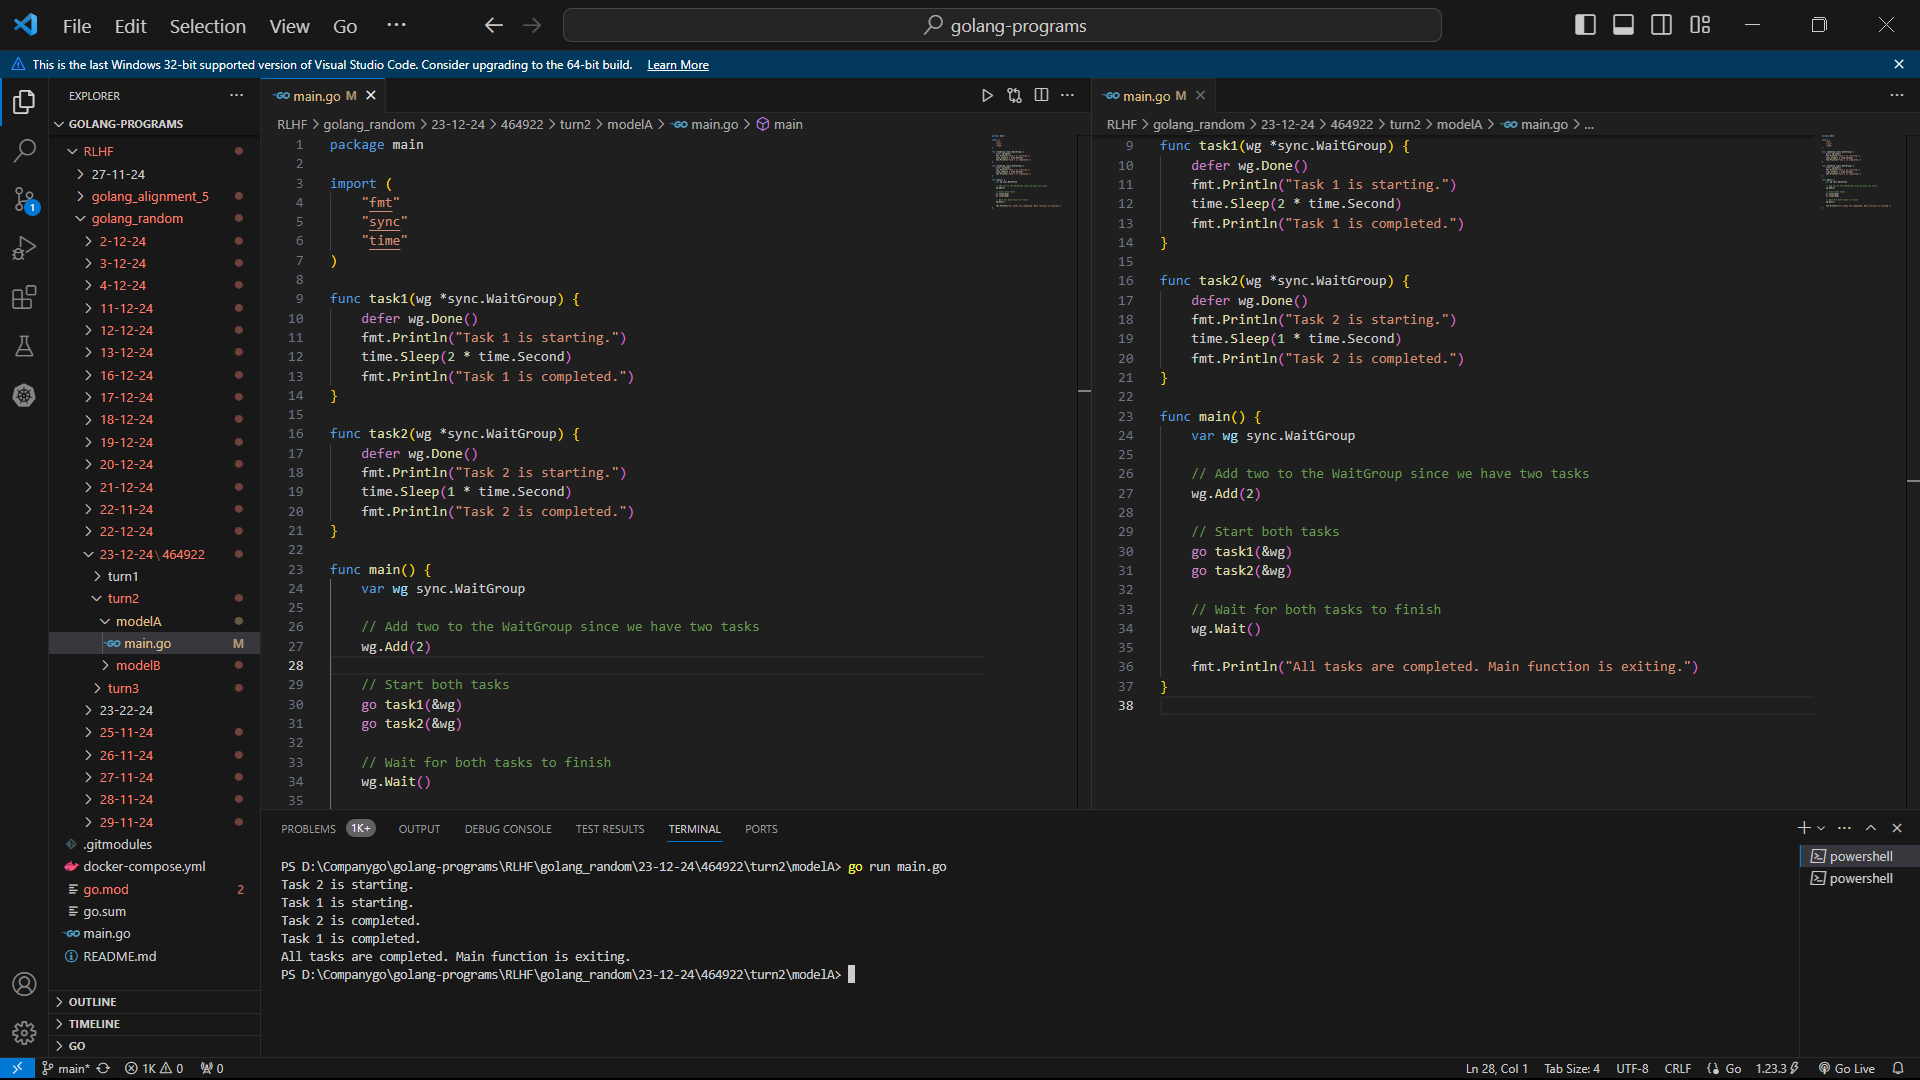 File Edit Selection View Go ···
golang-programs
This is the last Windows 32-bit supported version of Visual Studio Code. Consider upgrading to the 64-bit build. Learn More
EXPLORER
GOLANG-PROGRAMS
RLHF
27-11-24
golang_alignment_5
golang_random
2-12-24
3-12-24
4-12-24
11-12-24
12-12-24
13-12-24
16-12-24
17-12-24
18-12-24
19-12-24
20-12-24
21-12-24
22-11-24
22-12-24
23-12-24\464922
turn1
turn2
modelA
main.go M
modelB
turn3
23-22-24
25-11-24
26-11-24
27-11-24
28-11-24
29-11-24
.gitmodules
docker-compose.yml
go.mod 2
go.sum
main.go
README.md
OUTLINE
TIMELINE
GO
1
main.go M
RLHF > golang_random > 23-12-24 > 464922 > turn2 > modelA > main.go > main
1 package main
2
3 import (
4 "fmt"
5 "sync"
6 "time"
7 )
8
9 func task1(wg *sync.WaitGroup) {
10 defer wg.Done()
11 fmt.Println("Task 1 is starting.")
12 time.Sleep(2 * time.Second)
13 fmt.Println("Task 1 is completed.")
14 }
15
16 func task2(wg *sync.WaitGroup) {
17 defer wg.Done()
18 fmt.Println("Task 2 is starting.")
19 time.Sleep(1 * time.Second)
20 fmt.Println("Task 2 is completed.")
21 }
22
23 func main() {
24 var wg sync.WaitGroup
25
26 // Add two to the WaitGroup since we have two tasks
27 wg.Add(2)
28
29 // Start both tasks
30 go task1(&wg)
31 go task2(&wg)
32
33 // Wait for both tasks to finish
34 wg.Wait()
35
main.go M
RLHF > golang_random > 23-12-24 > 464922 > turn2 > modelA > main.go > ...
9 func task1(wg *sync.WaitGroup) {
10 defer wg.Done()
11 fmt.Println("Task 1 is starting.")
12 time.Sleep(2 * time.Second)
13 fmt.Println("Task 1 is completed.")
14 }
15
16 func task2(wg *sync.WaitGroup) {
17 defer wg.Done()
18 fmt.Println("Task 2 is starting.")
19 time.Sleep(1 * time.Second)
20 fmt.Println("Task 2 is completed.")
21 }
22
23 func main() {
24 var wg sync.WaitGroup
25
26 // Add two to the WaitGroup since we have two tasks
27 wg.Add(2)
28
29 // Start both tasks
30 go task1(&wg)
31 go task2(&wg)
32
33 // Wait for both tasks to finish
34 wg.Wait()
35
36 fmt.Println("All tasks are completed. Main function is exiting.")
37 }
38
PROBLEMS 1K+ OUTPUT DEBUG CONSOLE TEST RESULTS TERMINAL PORTS
PS D:\Companygo\golang-programs\RLHF\golang_random\23-12-24\464922\turn2\modelA> go run main.go
Task 2 is starting.
Task 1 is starting.
Task 2 is completed.
Task 1 is completed.
All tasks are completed. Main function is exiting.
PS D:\Companygo\golang-programs\RLHF\golang_random\23-12-24\464922\turn2\modelA>
powershell
powershell
main* 1K 0 0 Ln 28, Col 1 Tab Size: 4 UTF-8 CRLF Go 1.23.3 Go Live